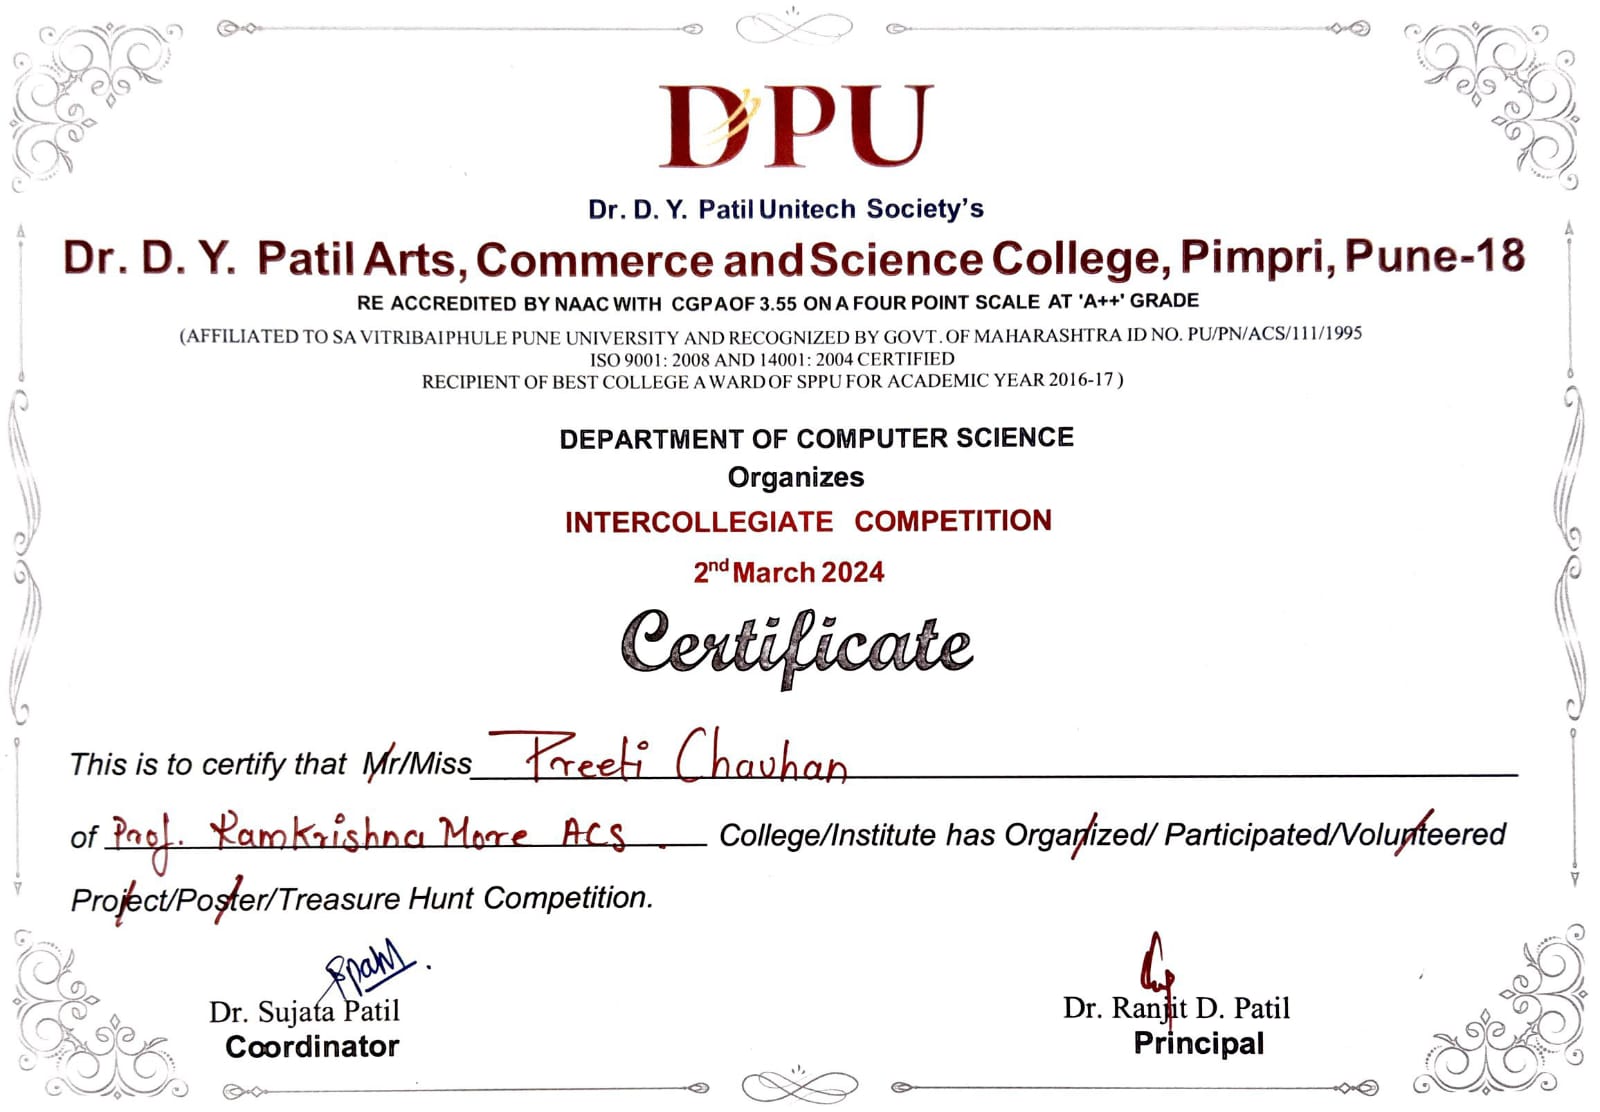 DPU
Dr. D. Y. Patil Unitech Society's
Dr. D. Y. Patil Arts, Commerce and Science College, Pimpri, Pune-18
RE ACCREDITED BY NAAC WITH CGPA OF 3.55 ON A FOUR POINT SCALE AT 'A++' GRADE
(AFFILIATED TO SAVITRIBAI PHULE PUNE UNIVERSITY AND RECOGNIZED BY GOVT. OF MAHARASHTRA ID NO. PU/PN/ACS/111/1995
ISO 9001: 2008 AND 14001: 2004 CERTIFIED
RECIPIENT OF BEST COLLEGE AWARD OF SPPU FOR ACADEMIC YEAR 2016-17)
DEPARTMENT OF COMPUTER SCIENCE
Organizes
INTERCOLLEGIATE COMPETITION
2nd March 2024
Certificate
This is to certify that Mr/Miss Preeti Chauhan
of Prof. Ramkrishna More ACS. College/Institute has Organized/ Participated/Volunteered
Project/Poster/Treasure Hunt Competition.
Dr. Sujata Patil
Coordinator
Dr. Ranjit D. Patil
Principal